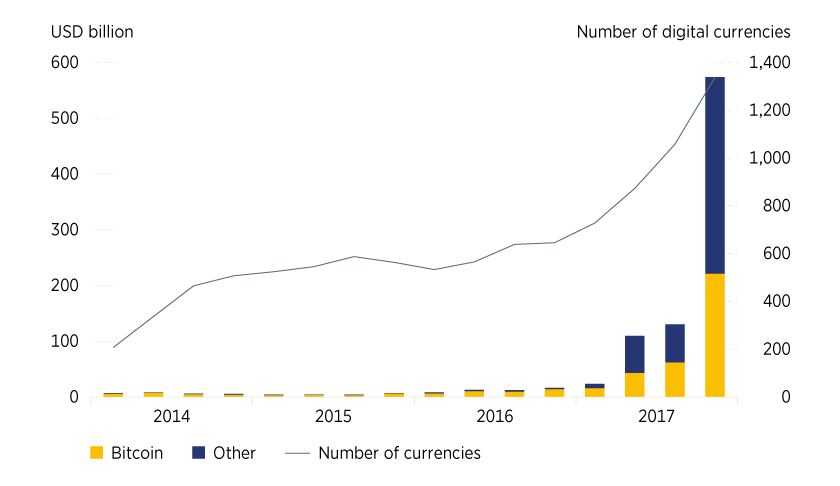 USD billion Number of digital currencies
600 1,400
500 1,200
400 1,000
300 800
200 600
100 400
0 200
0
2014 2015 2016 2017
Bitcoin Other Number of currencies